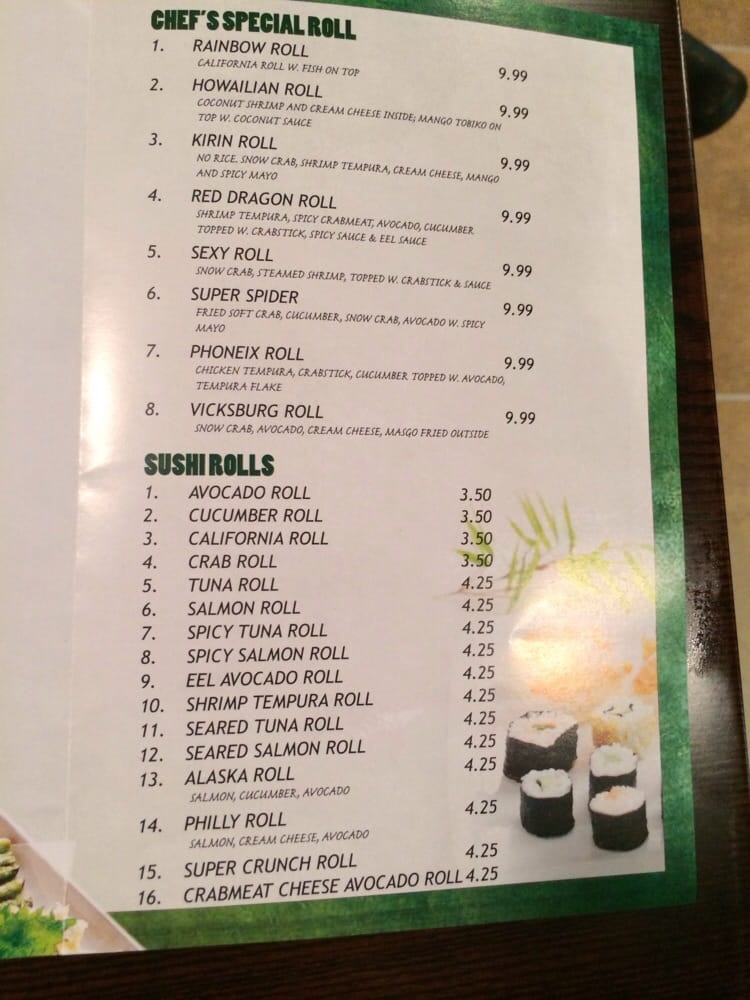 CHEF'S SPECIAL ROLL
1. RAINBOW ROLL 9.99
CALIFORNIA ROLL W. FISH ON TOP
2. HOWAILIAN ROLL 9.99
COCONUT SHRIMP AND CREAM CHEESE INSIDE; MANGO TOBIKO ON
TOP W. COCONUT SAUCE
3. KIRIN ROLL 9.99
NO RICE. SNOW CRAB, SHRIMP TEMPURA, CREAM CHEESE, MANGO
AND SPICY MAYO
4. RED DRAGON ROLL 9.99
SHRIMP TEMPURA, SPICY CRABMEAT, AVOCADO, CUCUMBER
TOPPED W. CRABSTICK, SPICY SAUCE & EEL SAUCE
5. SEXY ROLL 9.99
SNOW CRAB, STEAMED SHRIMP, TOPPED W. CRABSTICK & SAUCE
6. SUPER SPIDER 9.99
FRIED SOFT CRAB, CUCUMBER, SNOW CRAB, AVOCADO W. SPICY
MAYO
7. PHONEIX ROLL 9.99
CHICKEN TEMPURA, CRABSTICK, CUCUMBER TOPPED W. AVOCADO,
TEMPURA FLAKE
8. VICKSBURG ROLL 9.99
SNOW CRAB, AVOCADO, CREAM CHEESE, MASGO FRIED OUTSIDE
SUSHI ROLLS
1. AVOCADO ROLL 3.50
2. CUCUMBER ROLL 3.50
3. CALIFORNIA ROLL 3.50
4. CRAB ROLL 3.50
5. TUNA ROLL 4.25
6. SALMON ROLL 4.25
7. SPICY TUNA ROLL 4.25
8. SPICY SALMON ROLL 4.25
9. EEL AVOCADO ROLL 4.25
10. SHRIMP TEMPURA ROLL 4.25
11. SEARED TUNA ROLL 4.25
12. SEARED SALMON ROLL 4.25
13. ALASKA ROLL 4.25
SALMON, CUCUMBER, AVOCADO
14. PHILLY ROLL 4.25
SALMON, CREAM CHEESE, AVOCADO
15. SUPER CRUNCH ROLL 4.25
16. CRABMEAT CHEESE AVOCADO ROLL 4.25